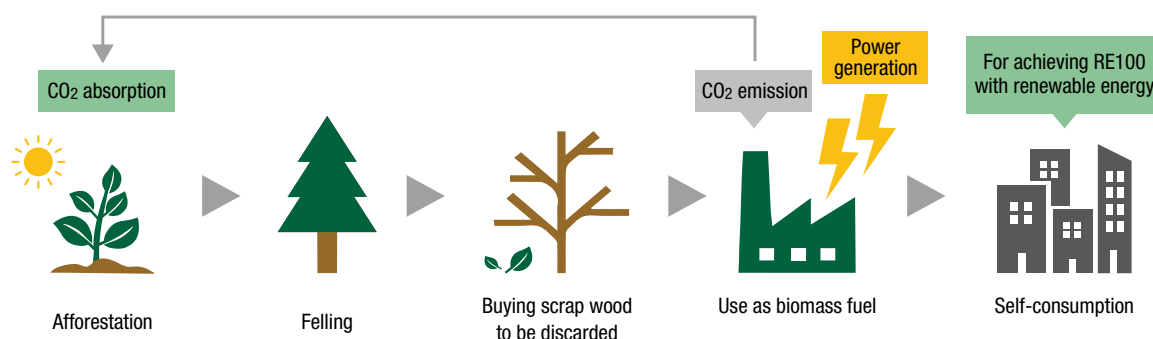 CO2 absorption
CO2 emission
Power
generation
For achieving RE100
with renewable energy
Afforestation
Felling
Buying scrap wood
to be discarded
Use as biomass fuel
Self-consumption